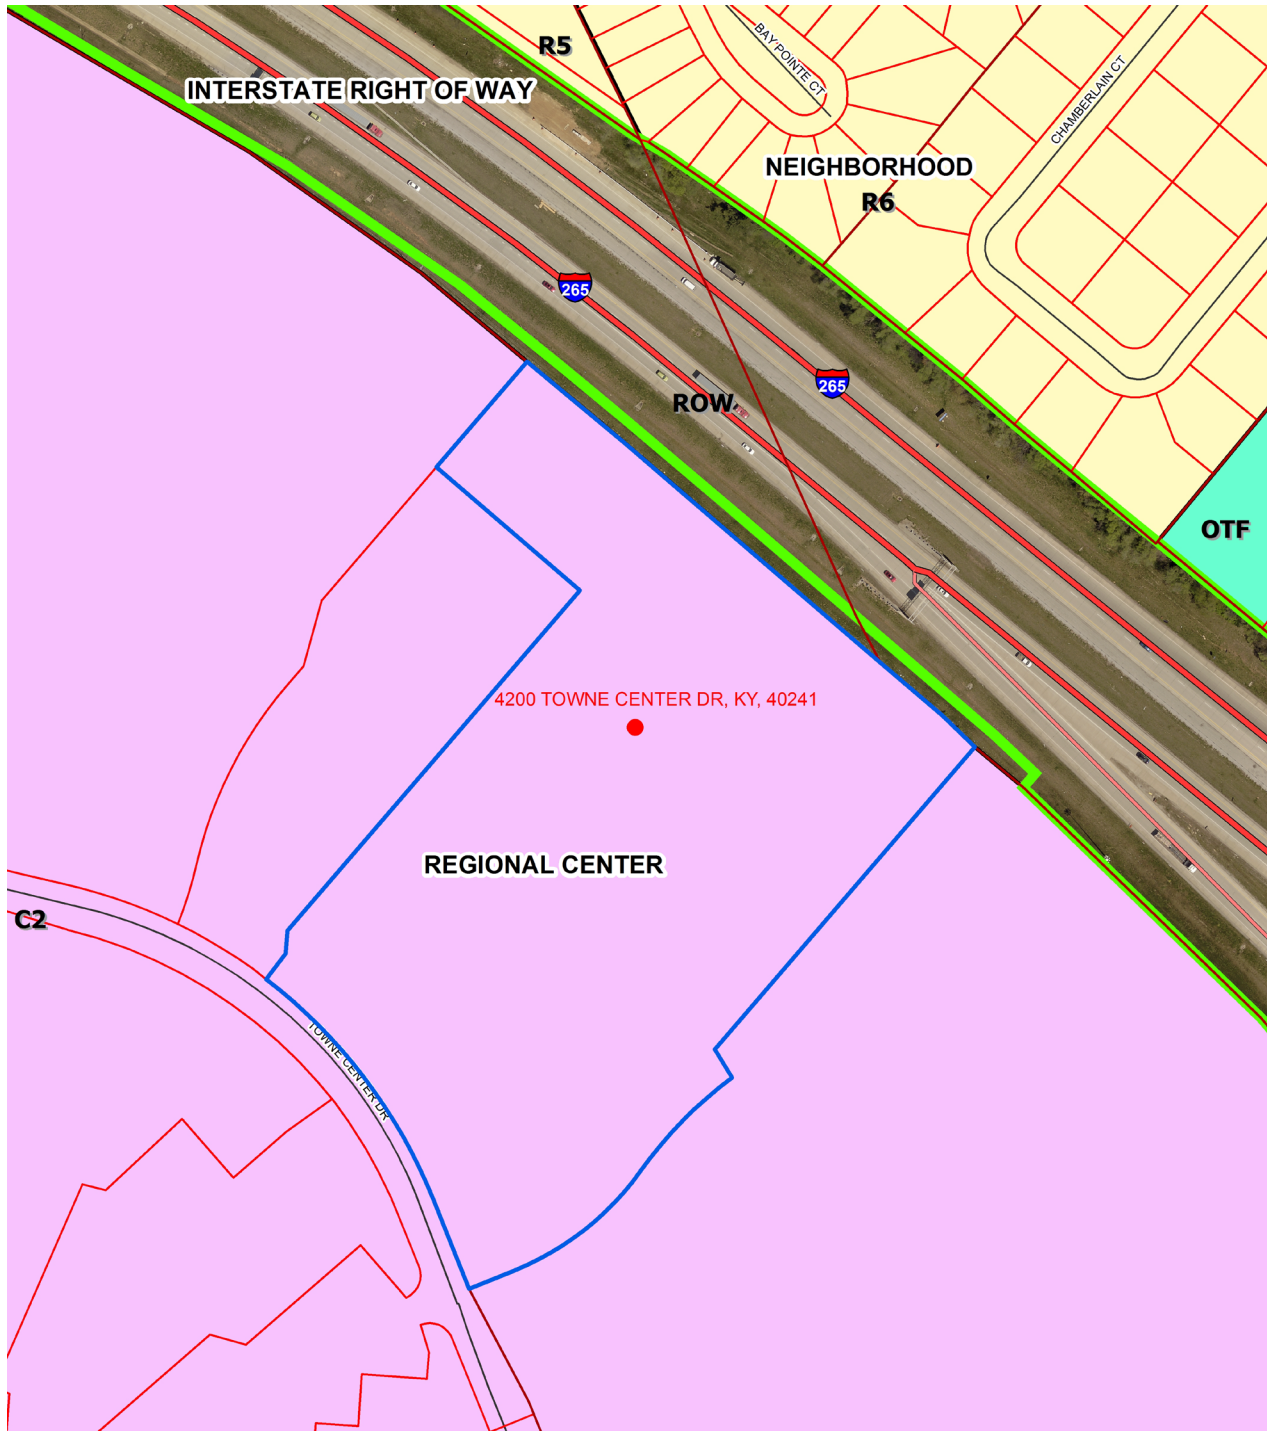 R5
BAY POINTE CT
CHAMBERLAIN CT
INTERSTATE RIGHT OF WAY
NEIGHBORHOOD
R6
265
265
ROW
OTF
4200 TOWNE CENTER DR, KY, 40241
REGIONAL CENTER
C2
TOWNE CENTER DR